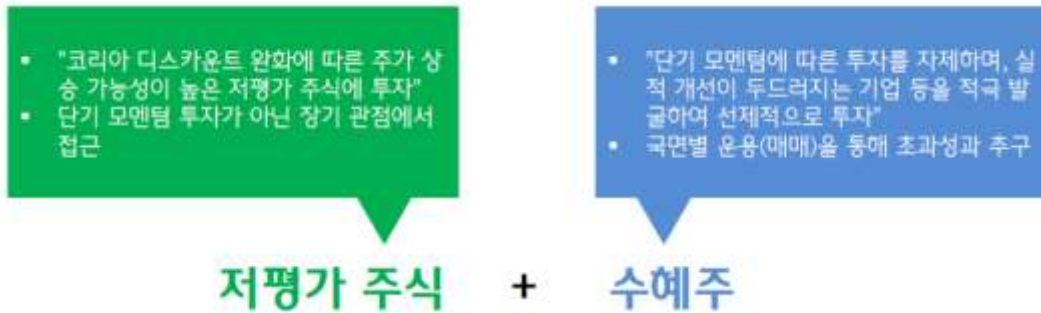 ▪ "코리아 디스카운트 완화에 따른 주가 상
승 가능성이 높은 저평가 주식에 투자"
▪ 단기 모멘텀 투자가 아닌 장기 관점에서
접근
▪ "단기 모멘텀에 따른 투자를 자제하며, 실
적 개선이 두드러지는 기업 등을 적극 발
굴하여 선제적으로 투자"
▪ 국면별 운용(매매)을 통해 초과성과 추구
저평가 주식 + 수혜주